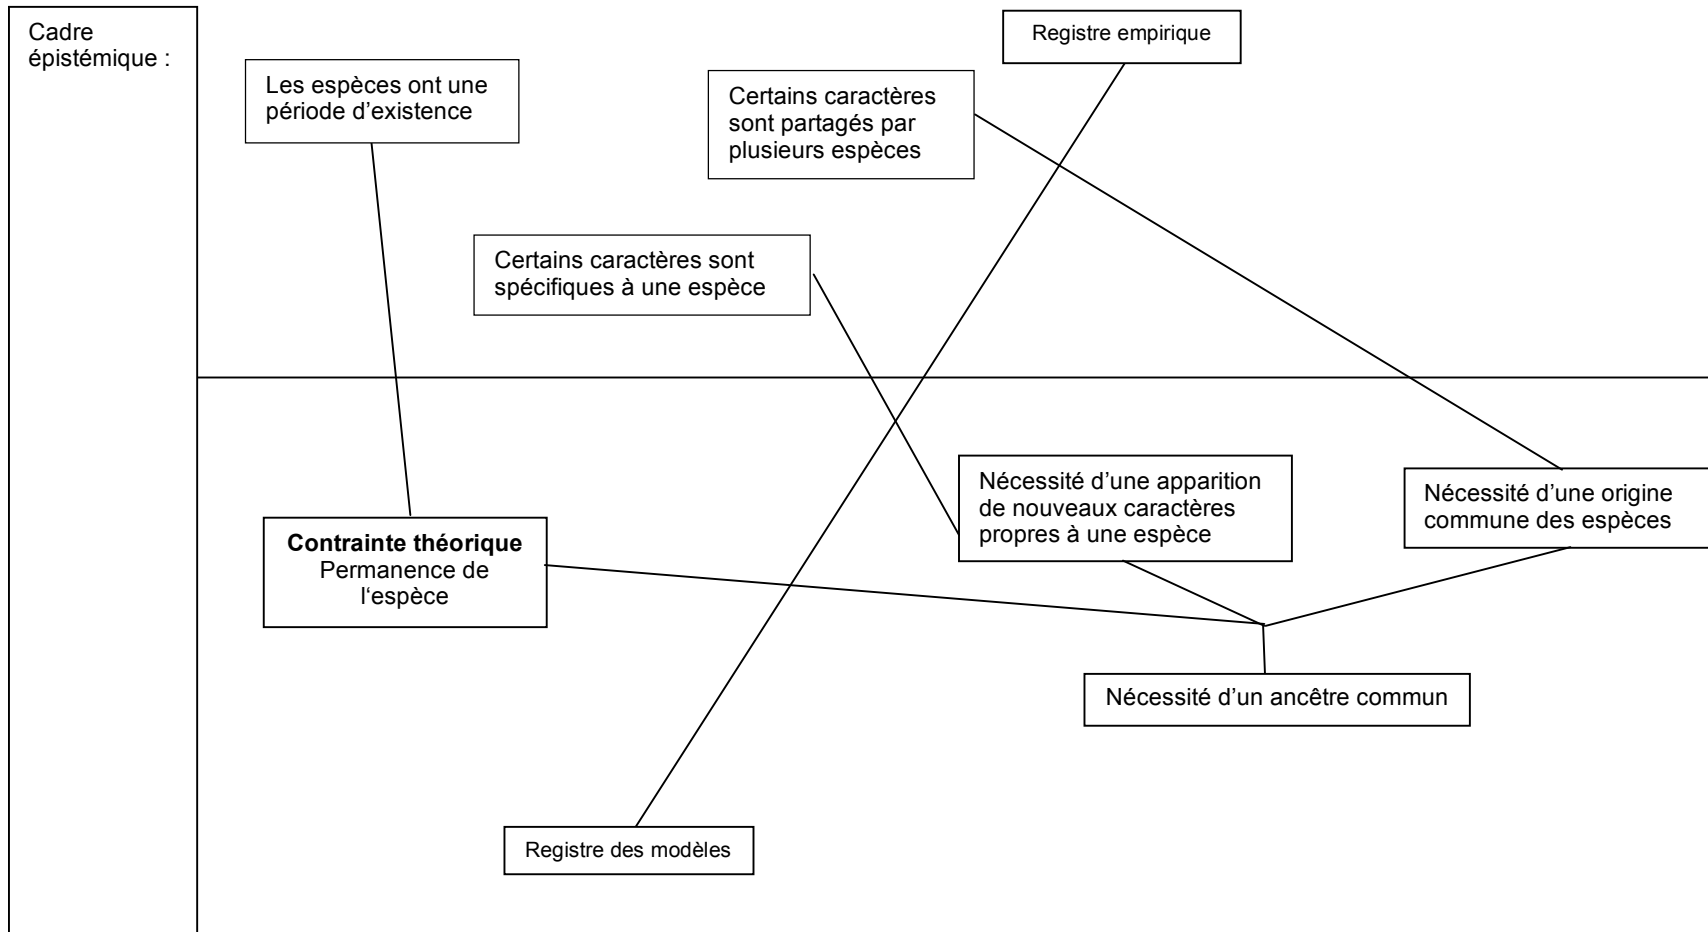 Cadre
épistémique :
Registre empirique
Les espèces ont une
période d’existence
Certains caractères
sont partagés par
plusieurs espèces
Certains caractères sont
spécifiques à une espèce
Nécessité d’une apparition
de nouveaux caractères
propres à une espèce
Nécessité d’une origine
commune des espèces
Contrainte théorique
Permanence de
l‘espèce
Nécessité d’un ancêtre commun
Registre des modèles